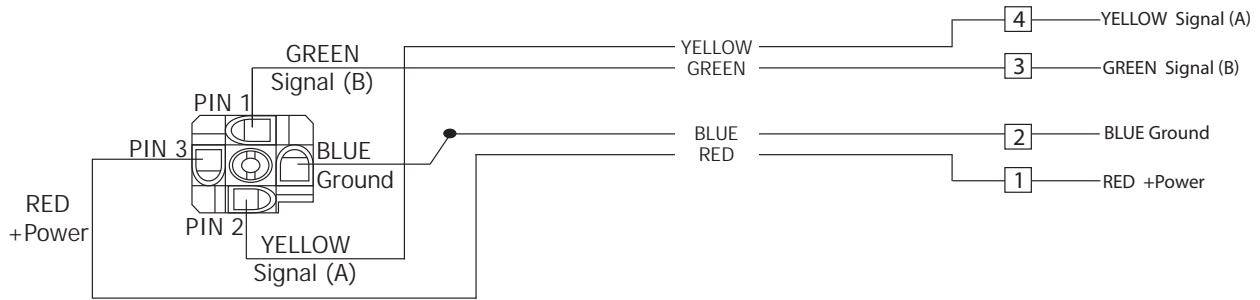 GREEN
Signal (B)
PIN 1
PIN 3
BLUE
Ground
RED
+Power
PIN 2
YELLOW
Signal (A)
YELLOW
GREEN
BLUE
RED
4 YELLOW Signal (A)
3 GREEN Signal (B)
2 BLUE Ground
1 RED +Power